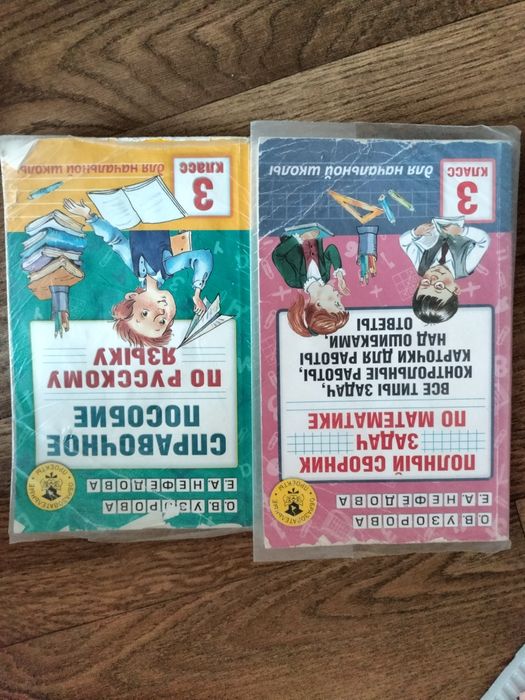 О.В. УЗОРОВА
Е.А. НЕФЕДОВА
ПОЛНЫЙ СБОРНИК
ЗАДАЧ
ПО МАТЕМАТИКЕ
ВСЕ ТИПЫ ЗАДАЧ,
КОНТРОЛЬНЫЕ РАБОТЫ,
КАРТОЧКИ ДЛЯ РАБОТЫ
НАД ОШИБКАМИ,
ОТВЕТЫ
3
КЛАСС
для начальной школы
О.В. УЗОРОВА
Е.А. НЕФЕДОВА
СПРАВОЧНОЕ
ПОСОБИЕ
ПО РУССКОМУ
ЯЗЫКУ
3
КЛАСС
для начальной школы